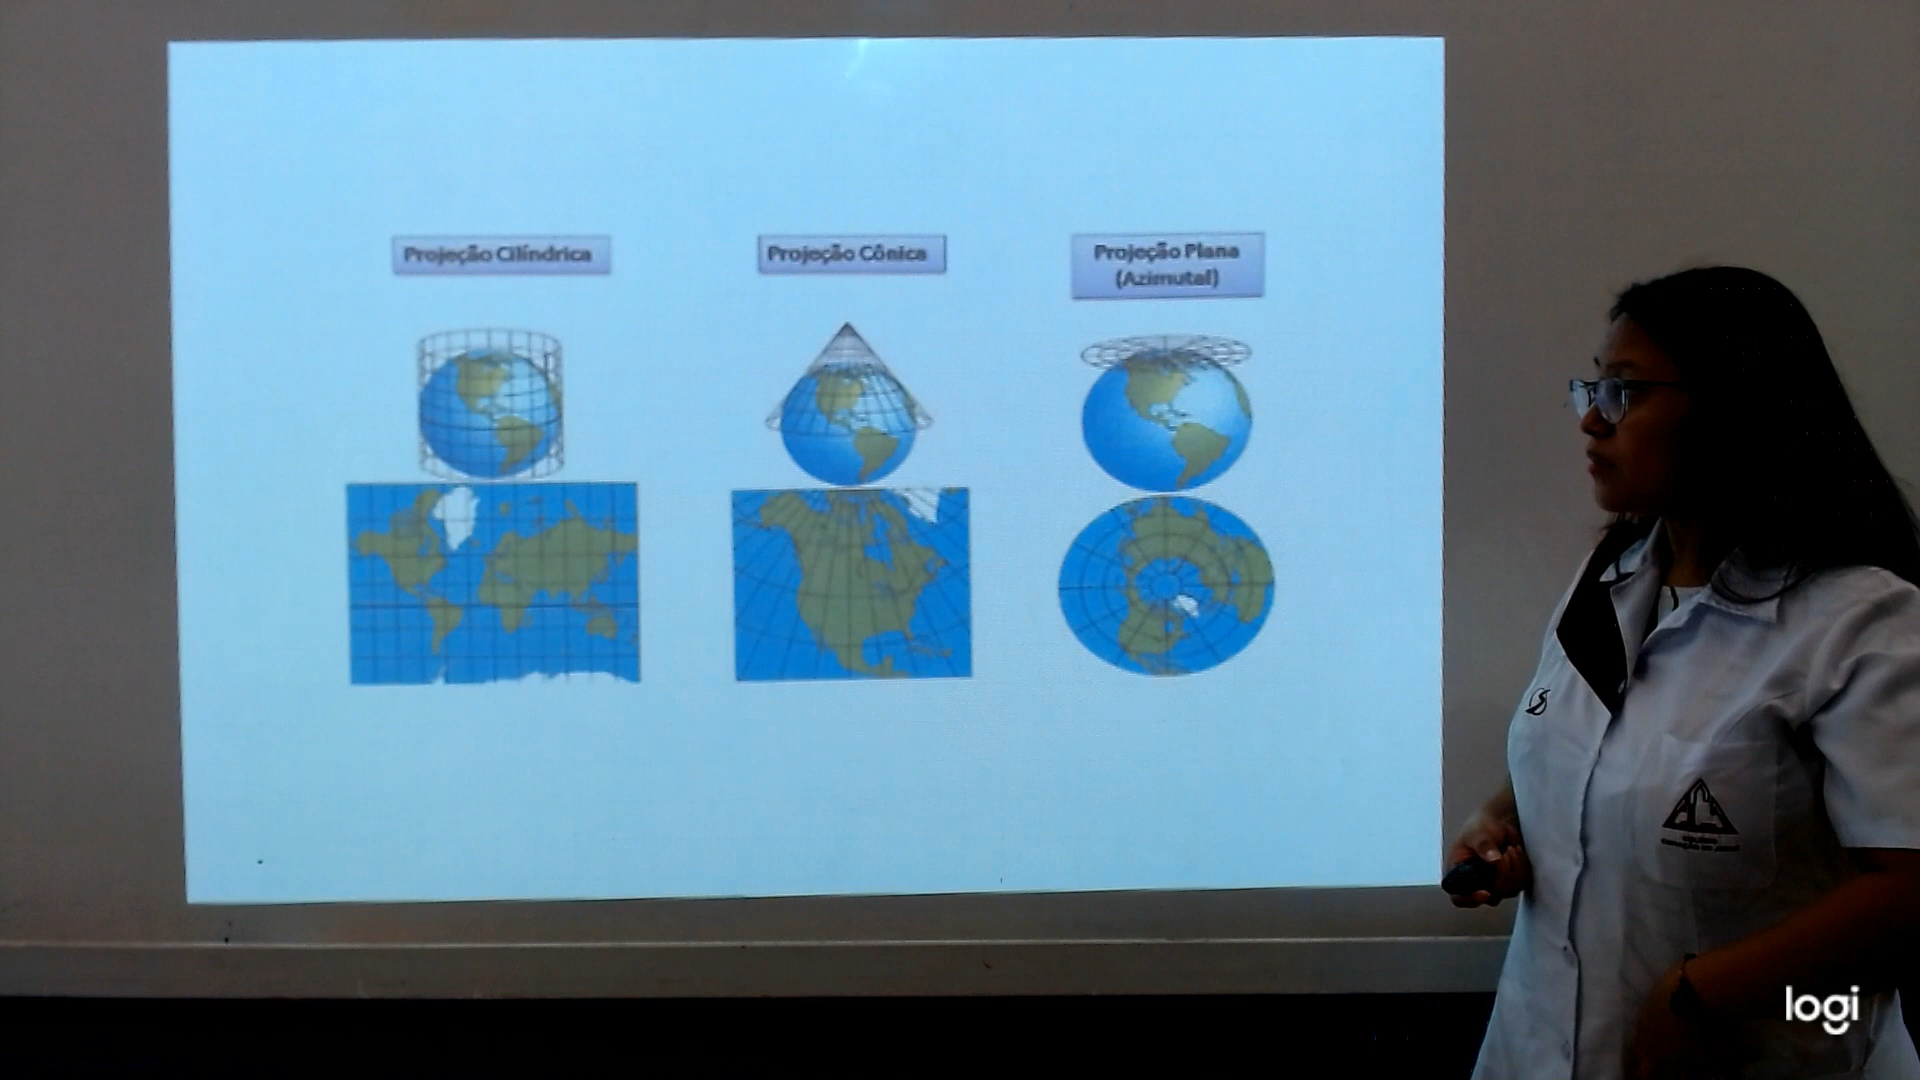 Projeção Cilíndrica
Projeção Cônica
Projeção Plana
(Azimutal)
logi